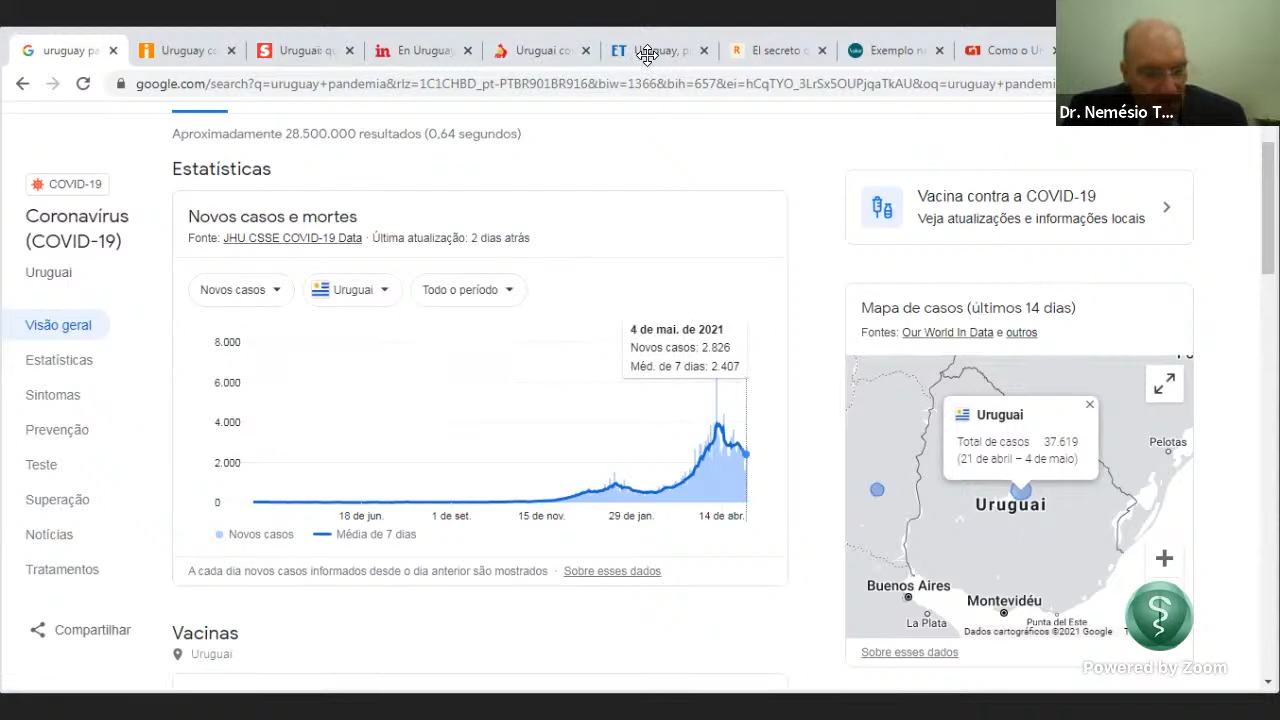 uruguay pa
Uruguay co
Uruguai: q
En Uruguay
Uruguai co
ET Uruguay, p
El secreto
Exemplo n
G1 Como o Ur
google.com/search?q=uruguay+pandemia&rlz=1C1CHBD_pt-PTBR901BR916&biw=1366&bih=657&ei=hCqTYO_3LrSx5OUPjqaTkAU&oq=uruguay+pandemia
Dr. Nemésio T...
Aproximadamente 28.500.000 resultados (0,64 segundos)
COVID-19
Coronavírus
(COVID-19)
Uruguai
Visão geral
Estatísticas
Sintomas
Prevenção
Teste
Superação
Notícias
Tratamentos
Compartilhar
Estatísticas
Novos casos e mortes
Fonte: JHU CSSE COVID-19 Data · Última atualização: 2 dias atrás
Novos casos
Uruguai
Todo o período
4 de mai. de 2021
Novos casos: 2.826
Méd. de 7 dias: 2.407
8.000
6.000
4.000
2.000
0
18 de jun.
1 de set.
15 de nov.
29 de jan.
14 de abr.
Novos casos
Média de 7 dias
A cada dia novos casos informados desde o dia anterior são mostrados · Sobre esses dados
Vacinas
Uruguai
Vacina contra a COVID-19
Veja atualizações e informações locais
Mapa de casos (últimos 14 dias)
Fontes: Our World In Data e outros
Uruguai
Total de casos 37.619
(21 de abril – 4 de maio)
Pelotas
Uruguai
Buenos Aires
Montevidéu
La Plata
Punta del Este
Dados cartográficos ©2021 Google
Sobre esses dados
Powered by Zoom